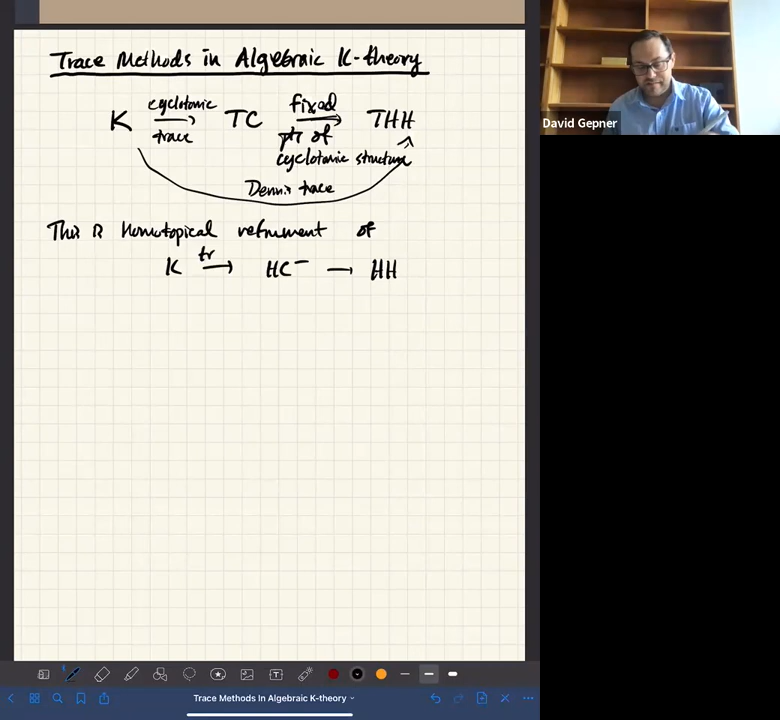 Trace Methods in Algebraic K-theory
K cyclotomic trace → TC fixed pts of cyclotomic structure → THH
Dennis trace
This is homotopical refinement of
K tr → HC⁻ → HH
David Gepner
Trace Methods In Algebraic K-theory